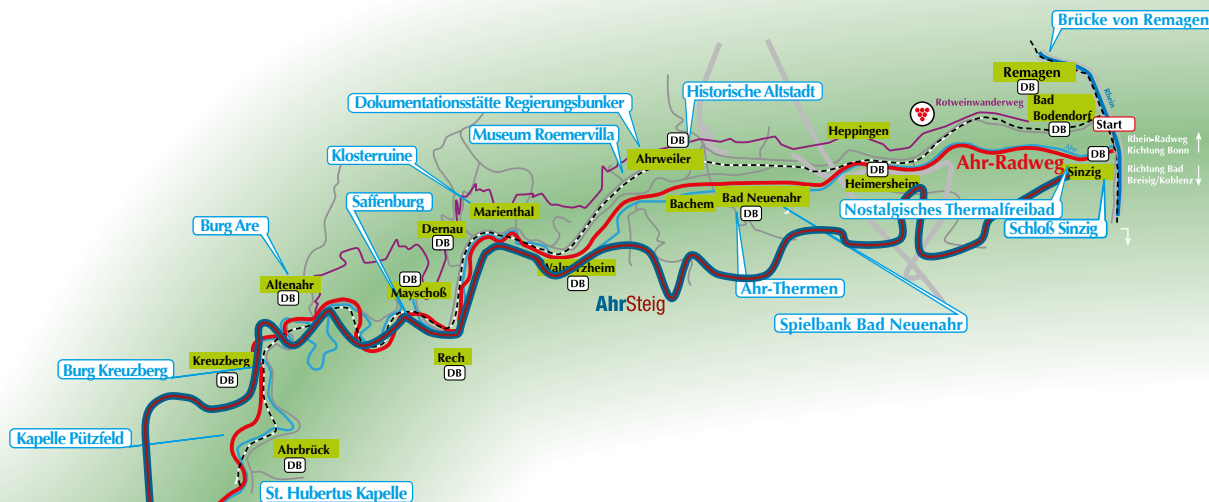 Brücke von Remagen
Remagen
DB
Rhein
Bad
Bodendorf
DB
Start
Rotweinwanderweg
Rhein-Radweg
Richtung Bonn
Richtung Bad
Breisig/Koblenz
Historische Altstadt
Dokumentationsstätte Regierungsbunker
Museum Roemervilla
DB
Ahrweiler
Heppingen
Ahr
DB
Sinzig
Ahr-Radweg
DB
Heimersheim
Nostalgisches Thermalfreibad
Schloß Sinzig
Klosterruine
Marienthal
Saffenburg
Dernau
DB
Bachem
Bad Neuenahr
DB
Burg Are
Altenahr
DB
DB
Mayschoß
Walporzheim
DB
AhrSteig
Ahr-Thermen
Spielbank Bad Neuenahr
Rech
DB
Kreuzberg
DB
Burg Kreuzberg
Kapelle Pützfeld
Ahrbrück
DB
St. Hubertus Kapelle